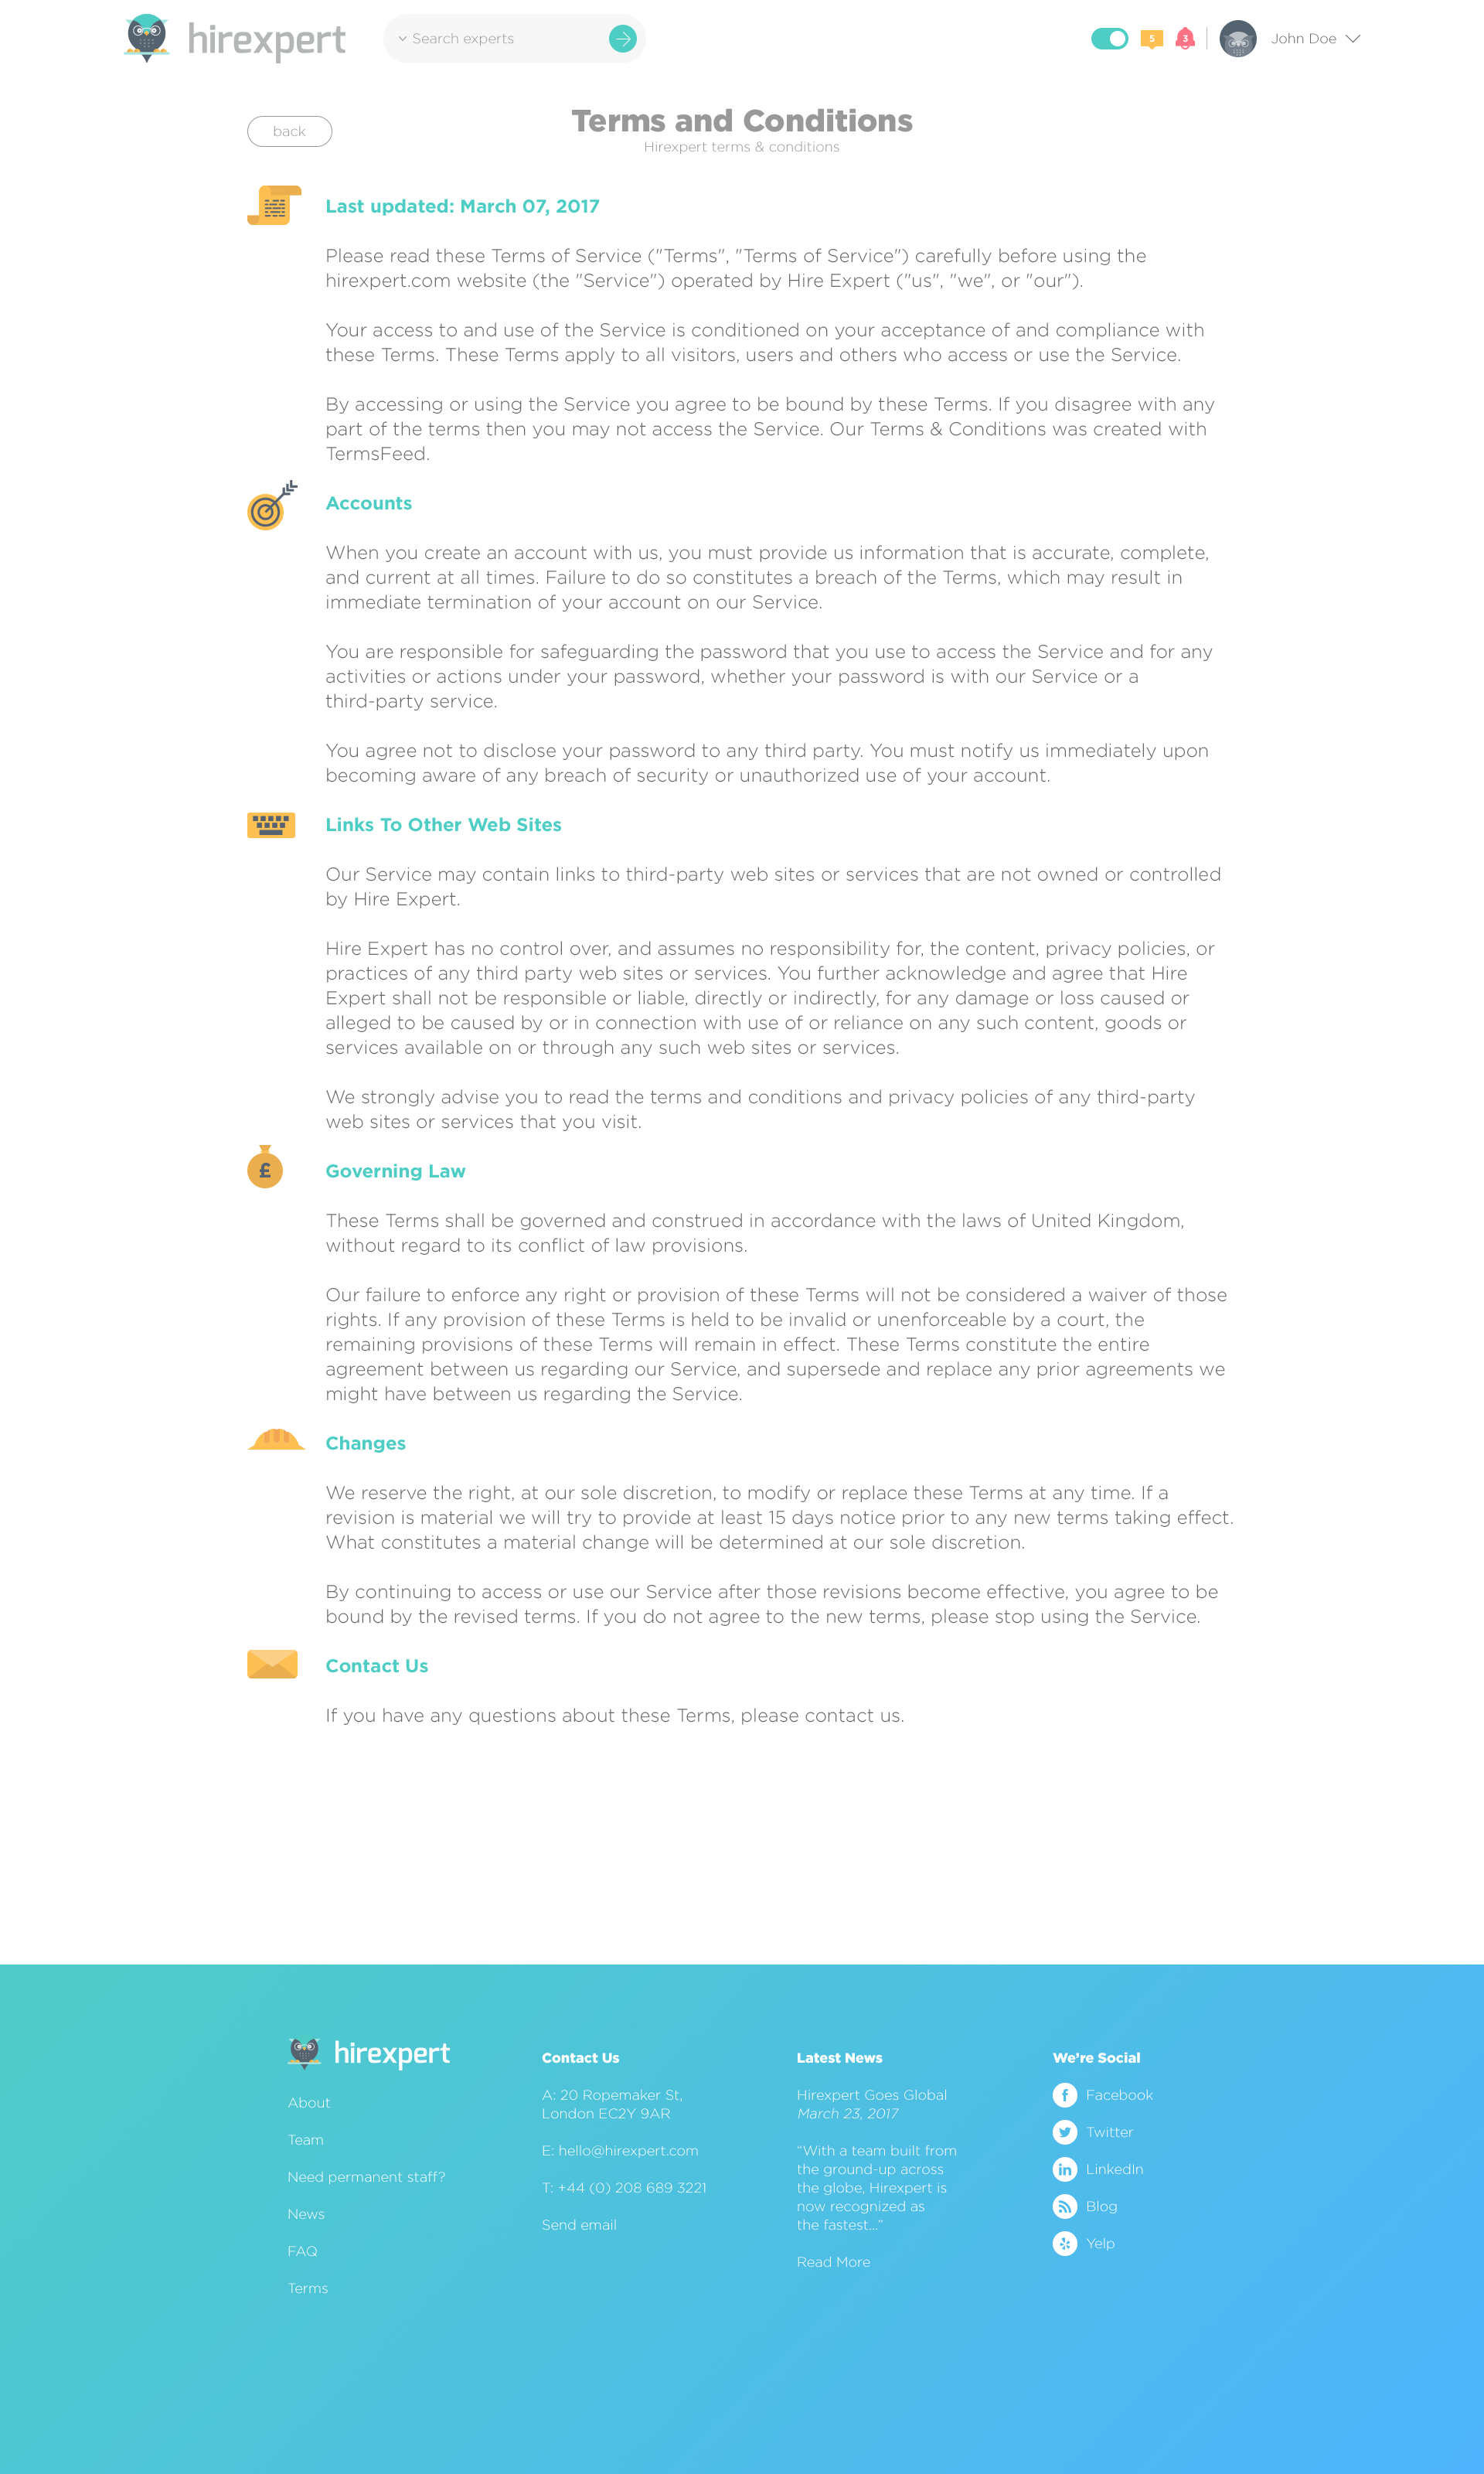 hirexpert
Search experts
5
3
John Doe
back
Terms and Conditions
Hirexpert terms & conditions
Last updated: March 07, 2017
Please read these Terms of Service ("Terms", "Terms of Service") carefully before using the
hirexpert.com website (the "Service") operated by Hire Expert ("us", "we", or "our").
Your access to and use of the Service is conditioned on your acceptance of and compliance with
these Terms. These Terms apply to all visitors, users and others who access or use the Service.
By accessing or using the Service you agree to be bound by these Terms. If you disagree with any
part of the terms then you may not access the Service. Our Terms & Conditions was created with
TermsFeed.
Accounts
When you create an account with us, you must provide us information that is accurate, complete,
and current at all times. Failure to do so constitutes a breach of the Terms, which may result in
immediate termination of your account on our Service.
You are responsible for safeguarding the password that you use to access the Service and for any
activities or actions under your password, whether your password is with our Service or a
third-party service.
You agree not to disclose your password to any third party. You must notify us immediately upon
becoming aware of any breach of security or unauthorized use of your account.
Links To Other Web Sites
Our Service may contain links to third-party web sites or services that are not owned or controlled
by Hire Expert.
Hire Expert has no control over, and assumes no responsibility for, the content, privacy policies, or
practices of any third party web sites or services. You further acknowledge and agree that Hire
Expert shall not be responsible or liable, directly or indirectly, for any damage or loss caused or
alleged to be caused by or in connection with use of or reliance on any such content, goods or
services available on or through any such web sites or services.
We strongly advise you to read the terms and conditions and privacy policies of any third-party
web sites or services that you visit.
£
Governing Law
These Terms shall be governed and construed in accordance with the laws of United Kingdom,
without regard to its conflict of law provisions.
Our failure to enforce any right or provision of these Terms will not be considered a waiver of those
rights. If any provision of these Terms is held to be invalid or unenforceable by a court, the
remaining provisions of these Terms will remain in effect. These Terms constitute the entire
agreement between us regarding our Service, and supersede and replace any prior agreements we
might have between us regarding the Service.
Changes
We reserve the right, at our sole discretion, to modify or replace these Terms at any time. If a
revision is material we will try to provide at least 15 days notice prior to any new terms taking effect.
What constitutes a material change will be determined at our sole discretion.
By continuing to access or use our Service after those revisions become effective, you agree to be
bound by the revised terms. If you do not agree to the new terms, please stop using the Service.
Contact Us
If you have any questions about these Terms, please contact us.
hirexpert
About
Team
Need permanent staff?
News
FAQ
Terms
Contact Us
A: 20 Ropemaker St,
London EC2Y 9AR
E: hello@hirexpert.com
T: +44 (0) 208 689 3221
Send email
Latest News
Hirexpert Goes Global
March 23, 2017
“With a team built from
the ground-up across
the globe, Hirexpert is
now recognized as
the fastest...”
Read More
We’re Social
Facebook
Twitter
LinkedIn
Blog
Yelp